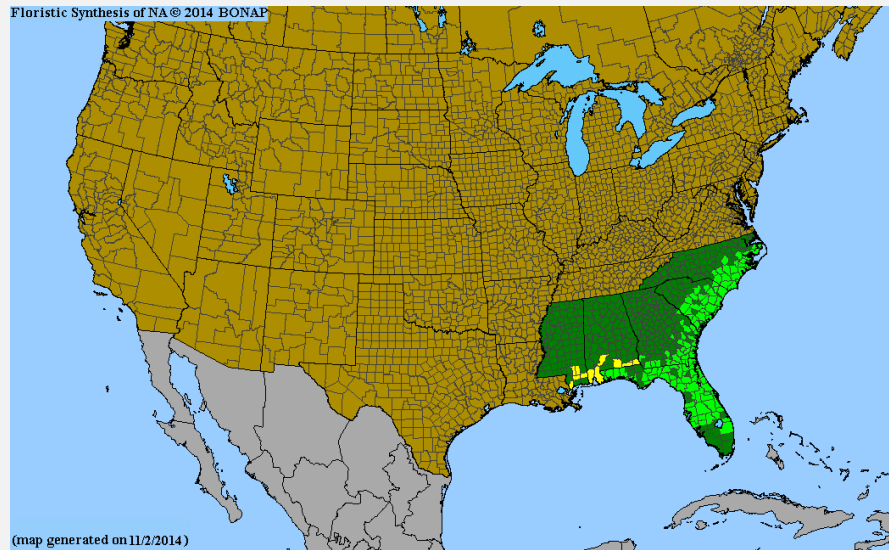 Floristic Synthesis of NA © 2014 BONAP
(map generated on 11/2/2014)